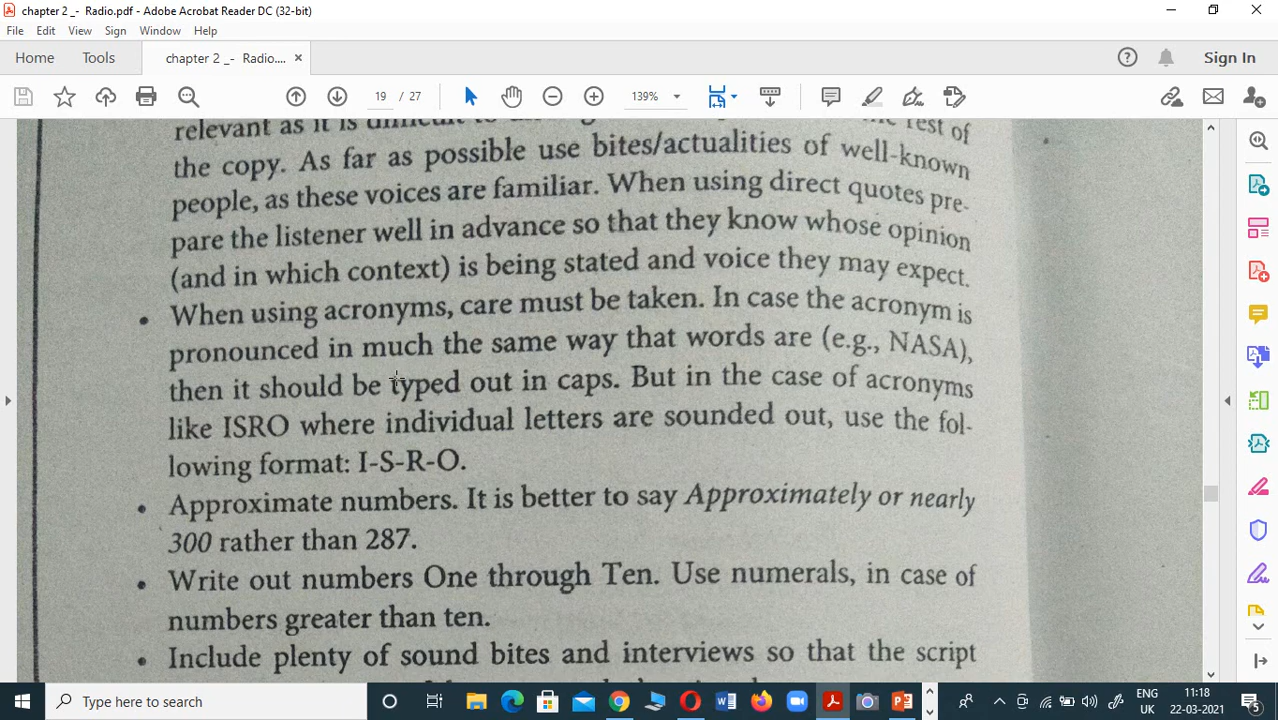 chapter 2 _- Radio.pdf - Adobe Acrobat Reader DC (32-bit)
File Edit View Sign Window Help
Home Tools chapter 2 _- Radio.... ×
Sign In
19 / 27
139%
relevant as it is difficult to rest of
the copy. As far as possible use bites/actualities of well-known
people, as these voices are familiar. When using direct quotes pre-
pare the listener well in advance so that they know whose opinion
(and in which context) is being stated and voice they may expect.
• When using acronyms, care must be taken. In case the acronym is
pronounced in much the same way that words are (e.g., NASA),
then it should be typed out in caps. But in the case of acronyms
like ISRO where individual letters are sounded out, use the fol-
lowing format: I-S-R-O.
• Approximate numbers. It is better to say Approximately or nearly
300 rather than 287.
• Write out numbers One through Ten. Use numerals, in case of
numbers greater than ten.
• Include plenty of sound bites and interviews so that the script
Type here to search
ENG
UK
11:18
22-03-2021
5